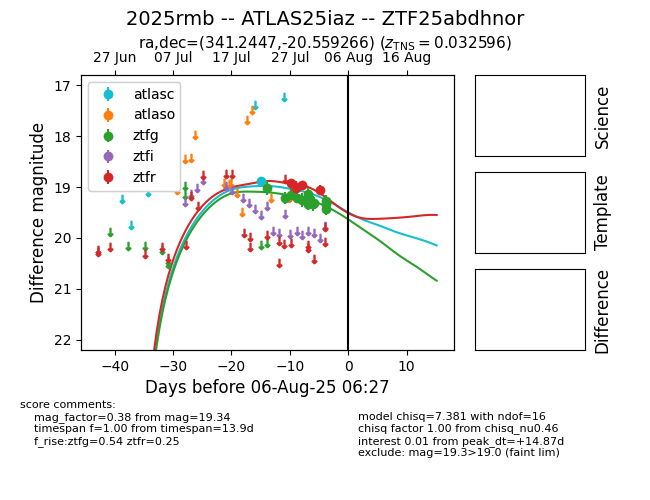 2025rmb -- ATLAS25iaz -- ZTF25abdhnor
ra,dec=(341.2447,-20.559266) (zTNS = 0.032596)
27 Jun 07 Jul 17 Jul 27 Jul 06 Aug 16 Aug
17
18
19
20
21
22
Difference magnitude
atlasc
atlaso
ztfg
ztfi
ztfr
−40 −30 −20 −10 0 10
Days before 06-Aug-25 06:27
Science
Template
Difference
score comments:
mag_factor=0.38 from mag=19.34
timespan f=1.00 from timespan=13.9d
f_rise:ztfg=0.54 ztfr=0.25
model chisq=7.381 with ndof=16
chisq factor 1.00 from chisq_nu0.46
interest 0.01 from peak_dt=+14.87d
exclude: mag=19.3>19.0 (faint lim)